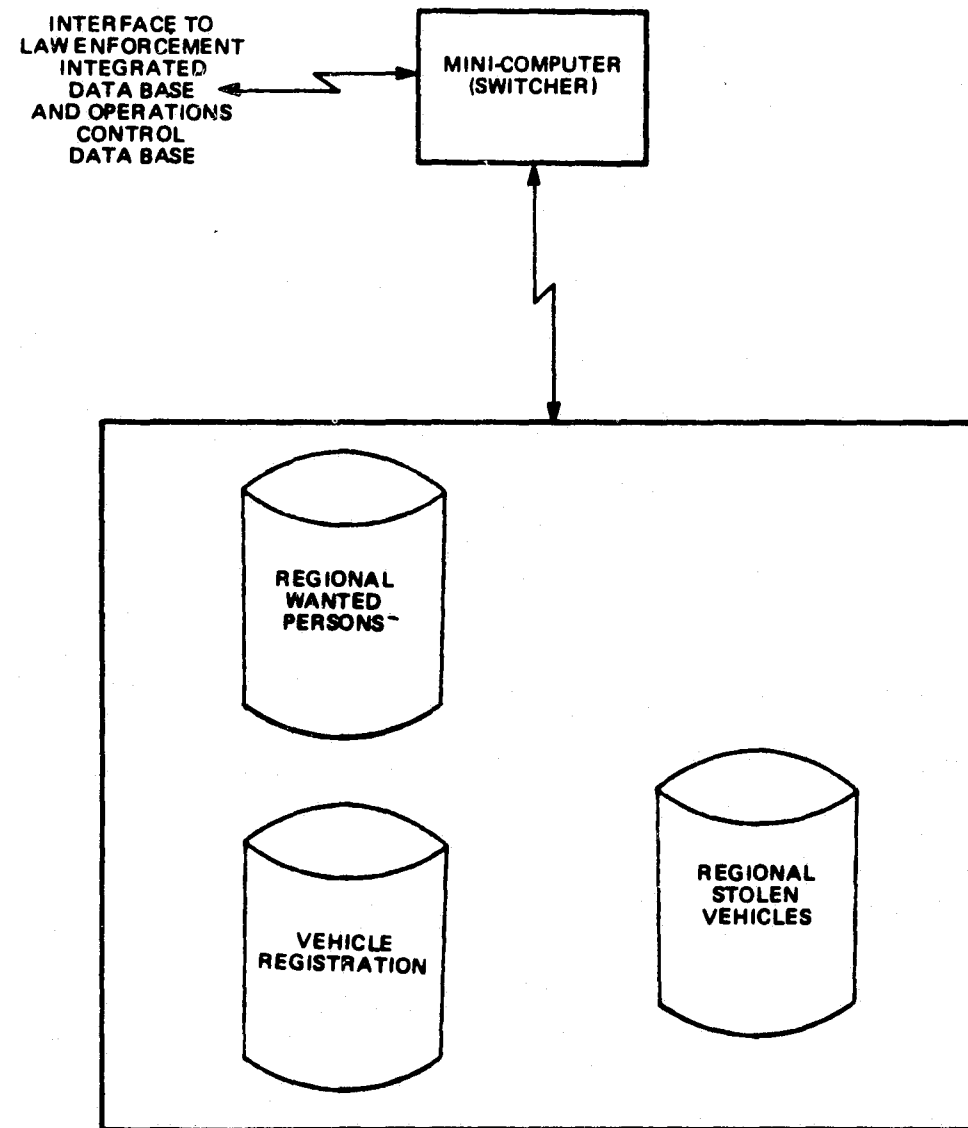 INTERFACE TO
LAW ENFORCEMENT
INTEGRATED
DATA BASE
AND OPERATIONS
CONTROL
DATA BASE
MINI-COMPUTER
(SWITCHER)
REGIONAL
WANTED
PERSONS
VEHICLE
REGISTRATION
REGIONAL
STOLEN
VEHICLES